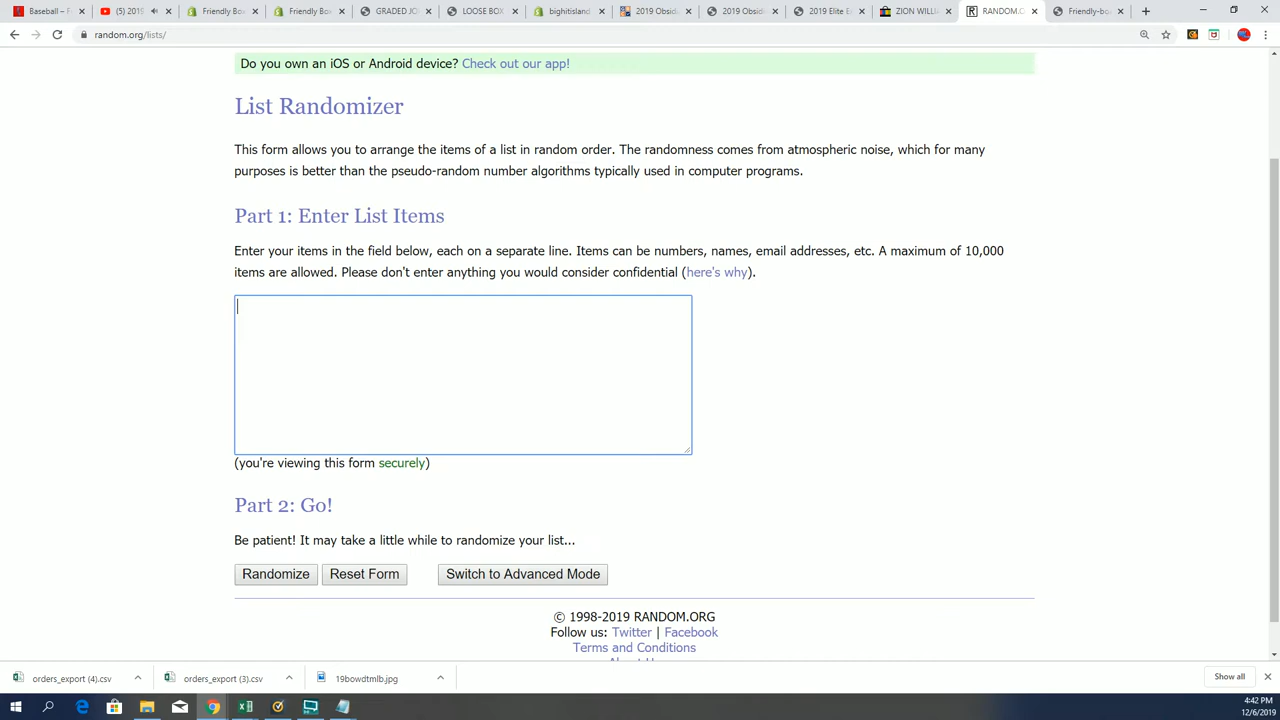 Baseball – F
(5) 2019
Friendly Box
Friendly Bo
GRADED JO
LOOSE BOX
bighitisland
2019 Obsid
2019 Obsid
2019 Elite E
ZION WILLI
RANDOM.O
Friendly-bo
random.org/lists/
Do you own an iOS or Android device? Check out our app!
List Randomizer
This form allows you to arrange the items of a list in random order. The randomness comes from atmospheric noise, which for many
purposes is better than the pseudo-random number algorithms typically used in computer programs.
Part 1: Enter List Items
Enter your items in the field below, each on a separate line. Items can be numbers, names, email addresses, etc. A maximum of 10,000
items are allowed. Please don't enter anything you would consider confidential (here's why).
(you're viewing this form securely)
Part 2: Go!
Be patient! It may take a little while to randomize your list...
Randomize Reset Form Switch to Advanced Mode
© 1998-2019 RANDOM.ORG
Follow us: Twitter | Facebook
Terms and Conditions
orders_export (4).csv
orders_export (3).csv
19bowdtmlb.jpg
Show all
4:42 PM
12/6/2019